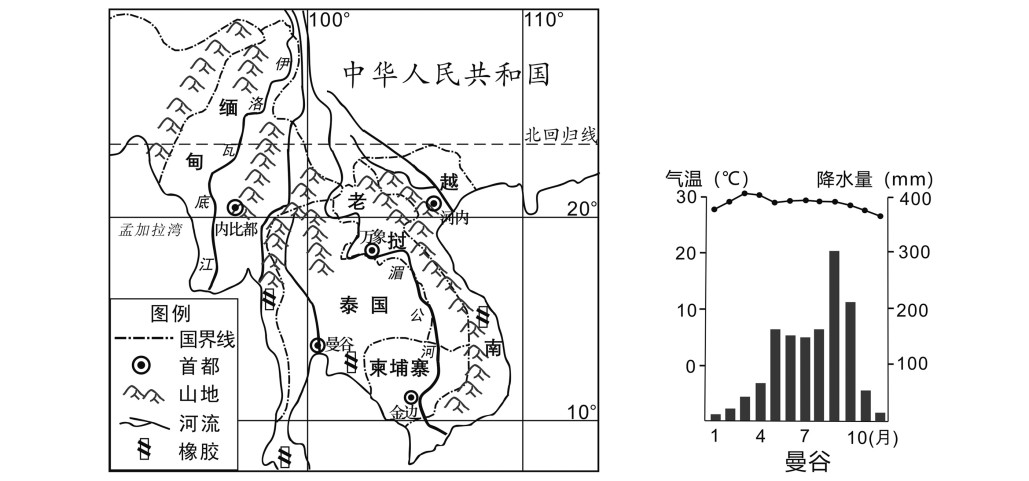 100°
110°
中华人民共和国
北回归线
20°
10°
缅甸
伊洛瓦底江
内比都
孟加拉湾
老挝
万象
越南
河内
湄公河
泰国
曼谷
柬埔寨
金边
图例
国界线
首都
山地
河流
橡胶
气温 (℃)
降水量 (mm)
30
20
10
0
400
300
200
100
1 4 7 10(月)
曼谷